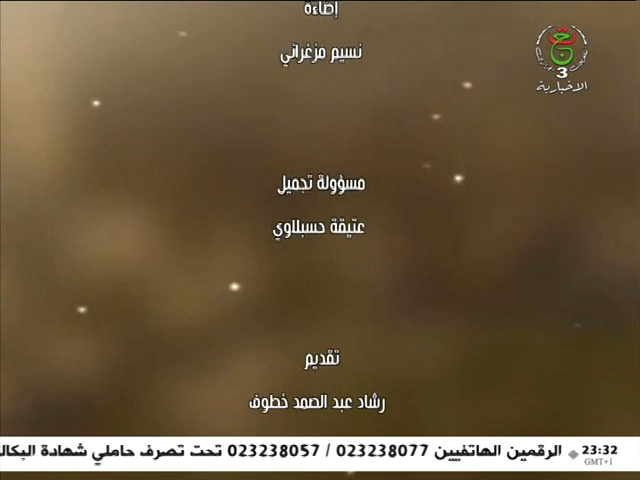 إضاءة
نسيم مزغراني
3
الاخبارية
مسؤولة تجميل
عتيقة حسبلاوي
تقديم
رشاد عبد الصمد خطوف
الرقمين الهاتفيين 023238077 / 023238057 تحت تصرف حاملي شهادة البكال
23:32
GMT+1